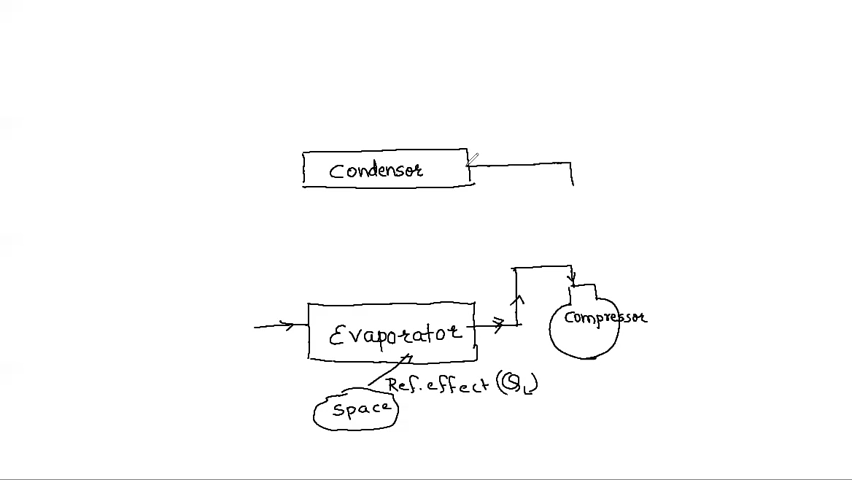 Condensor
Compressor
Evaporator
Ref. effect (QL)
Space